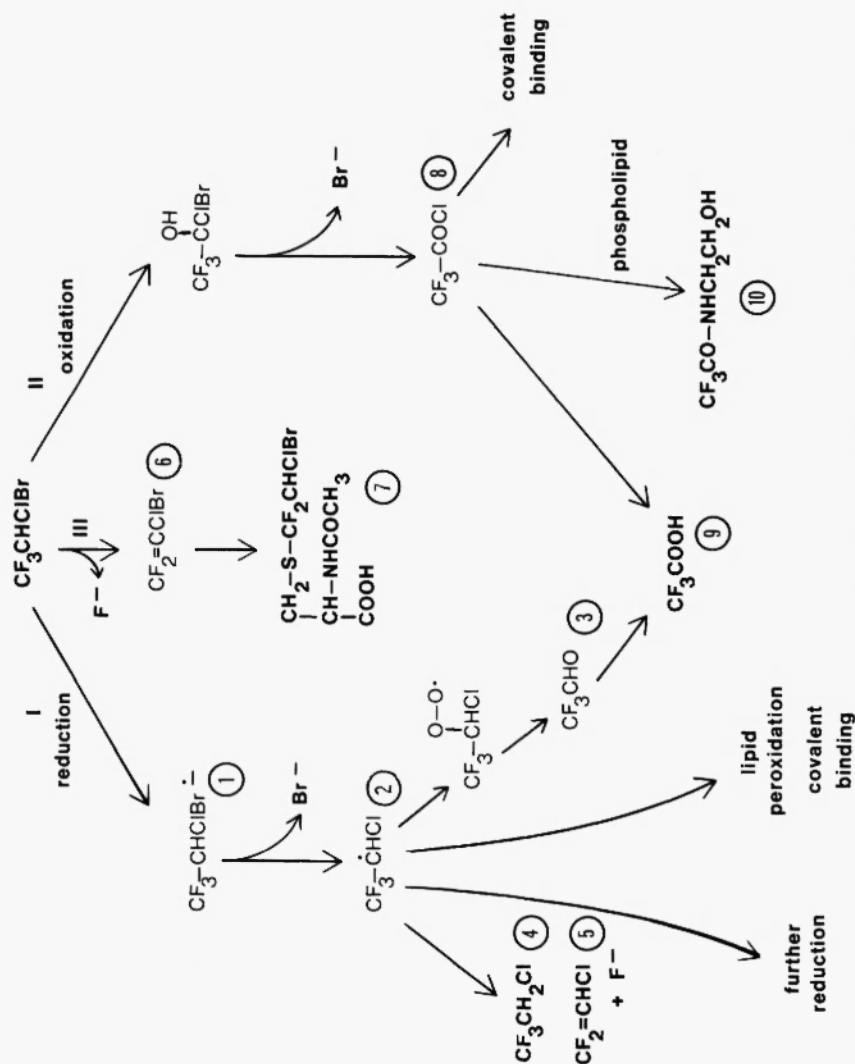 CF3CHClBr
I
reduction
III
F−
II
oxidation
CF3−CHClBr•−
1
Br−
CF3−ĊHCl
2
O−O•
CF3−CHCl
CF3CHO
3
CF3CH2Cl
4
CF2=CHCl
5
+ F−
further
reduction
lipid
peroxidation
covalent
binding
CF2=CClBr
6
CH2−S−CF2CHClBr
CH−NHCOCH3
COOH
7
OH
CF3−CClBr
Br−
CF3−COCl
8
covalent
binding
phospholipid
CF3COOH
9
CF3CO−NHCH2CH2OH
10